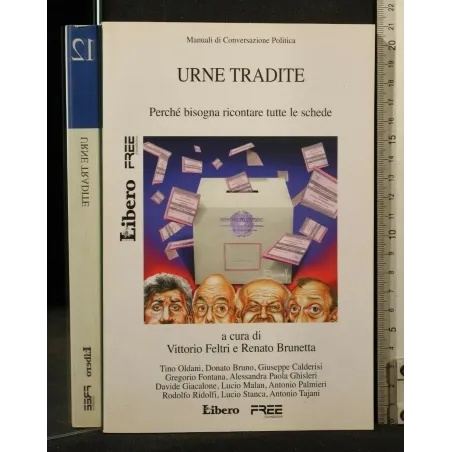 12
URNE TRADITE
Libero
FREE
Manuali di Conversazione Politica
URNE TRADITE
Perché bisogna ricontare tutte le schede
Libero FREE
a cura di
Vittorio Feltri e Renato Brunetta
Tino Oldani, Donato Bruno, Giuseppe Calderisi
Gregorio Fontana, Alessandra Paola Ghisleri
Davide Giacalone, Lucio Malan, Antonio Palmieri
Rodolfo Ridolfi, Lucio Stanca, Antonio Tajani
Libero FREE